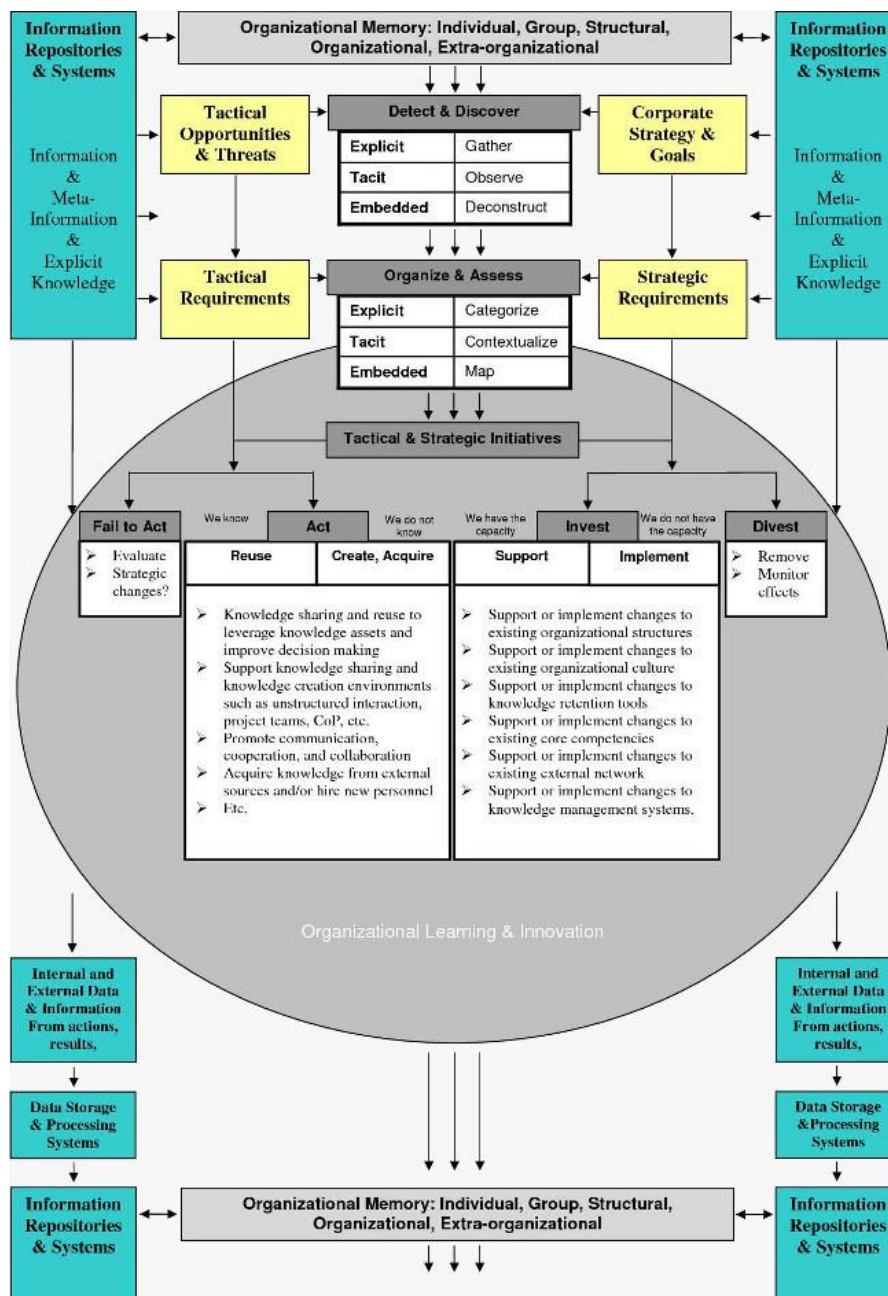 Information
Repositories
& Systems
Information
&
Meta-
Information
&
Explicit
Knowledge
Organizational Memory: Individual, Group, Structural,
Organizational, Extra-organizational
Information
Repositories
& Systems
Information
&
Meta-
Information
&
Explicit
Knowledge
Tactical
Opportunities
& Threats
Detect & Discover
Explicit Gather
Tacit Observe
Embedded Deconstruct
Corporate
Strategy &
Goals
Tactical
Requirements
Organize & Assess
Explicit Categorize
Tacit Contextualize
Embedded Map
Strategic
Requirements
Tactical & Strategic Initiatives
Fail to Act
➢ Evaluate
➢ Strategic
changes?
We know
Act
We do not
know
Reuse
Create, Acquire
➢ Knowledge sharing and reuse to
leverage knowledge assets and
improve decision making
➢ Support knowledge sharing and
knowledge creation environments
such as unstructured interaction,
project teams, CoP, etc.
➢ Promote communication,
cooperation, and collaboration
➢ Acquire knowledge from external
sources and/or hire new personnel
➢ Etc.
We have the
capacity
Invest
We do not have
the capacity
Support
Implement
➢ Support or implement changes to
existing organizational structures
➢ Support or implement changes to
existing organizational culture
➢ Support or implement changes to
knowledge retention tools
➢ Support or implement changes to
existing core competencies
➢ Support or implement changes to
existing external network
➢ Support or implement changes to
knowledge management systems.
Divest
➢ Remove
➢ Monitor
effects
Organizational Learning & Innovation
Internal and
External Data
& Information
From actions,
results,
Data Storage
& Processing
Systems
Information
Repositories
& Systems
Organizational Memory: Individual, Group, Structural,
Organizational, Extra-organizational
Internal and
External Data
& Information
From actions,
results,
Data Storage
&Processing
Systems
Information
Repositories
& Systems